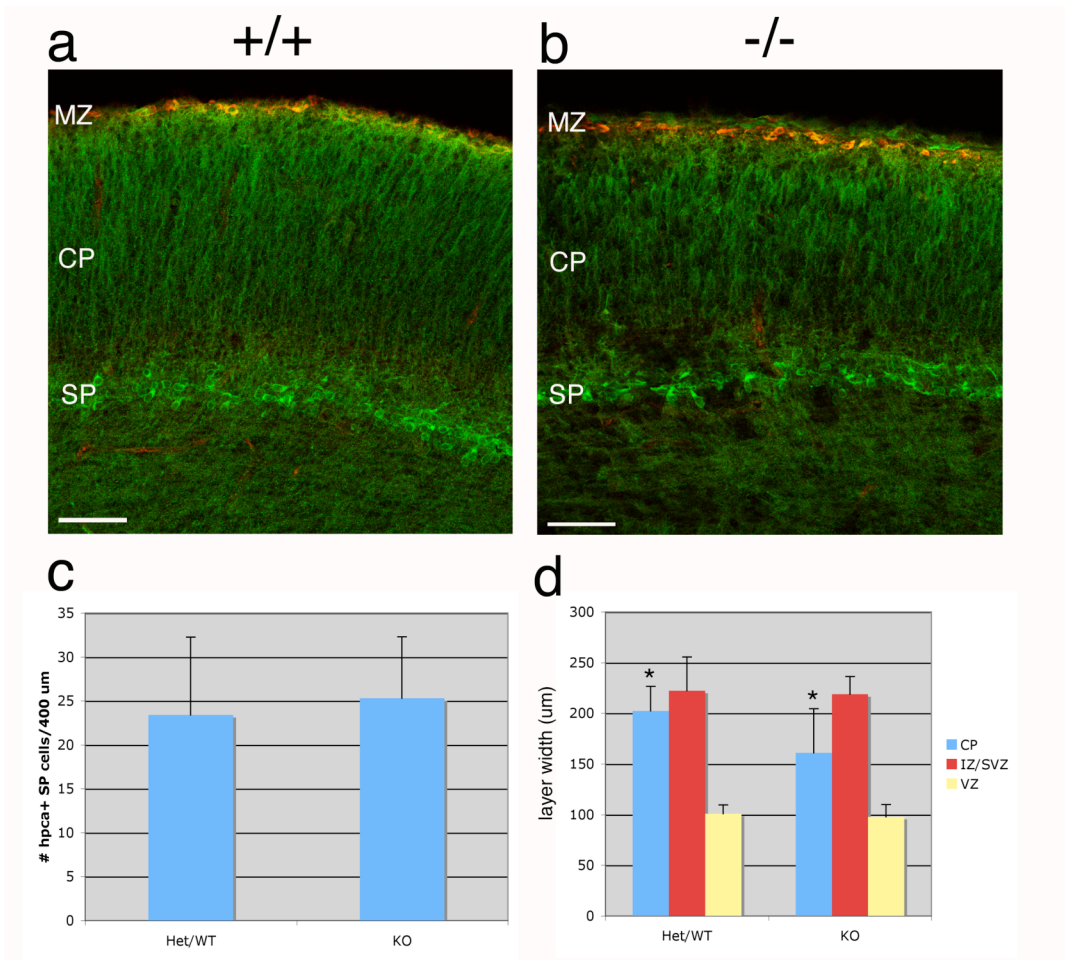 a +/+
b -/-
MZ
CP
SP
MZ
CP
SP
c
# hpca+ SP cells/400 um
35
30
25
20
15
10
5
0
Het/WT KO
d
layer width (um)
300
250
200
150
100
50
0
* *
Het/WT KO
CP
IZ/SVZ
VZ